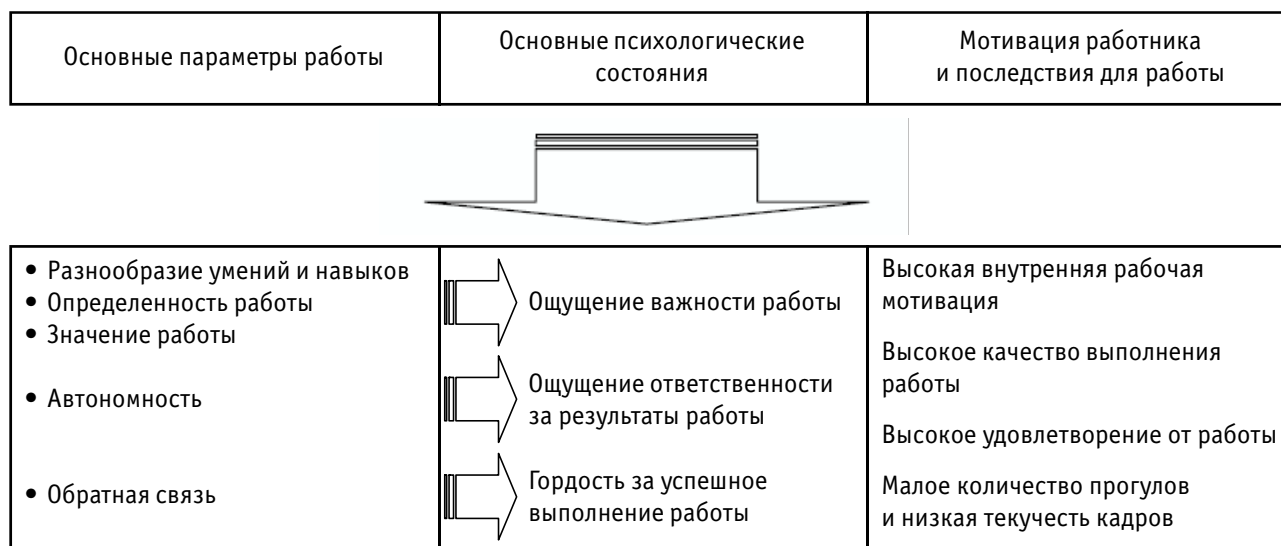 Основные параметры работы
Основные психологические
состояния
Мотивация работника
и последствия для работы
• Разнообразие умений и навыков
• Определенность работы
• Значение работы
• Автономность
• Обратная связь
Ощущение важности работы
Ощущение ответственности
за результаты работы
Гордость за успешное
выполнение работы
Высокая внутренняя рабочая
мотивация
Высокое качество выполнения
работы
Высокое удовлетворение от работы
Малое количество прогулов
и низкая текучесть кадров